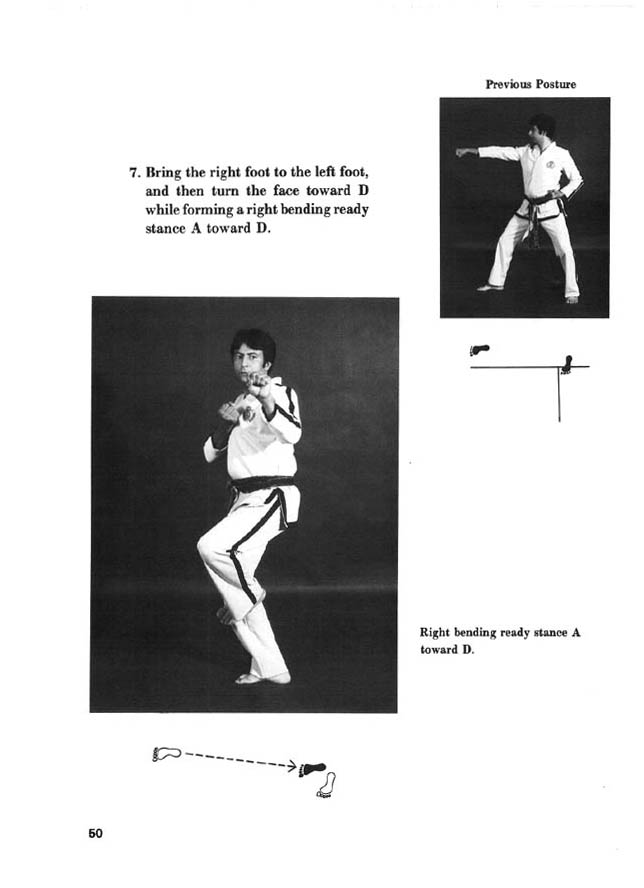 Previous Posture
7. Bring the right foot to the left foot,
and then turn the face toward D
while forming a right bending ready
stance A toward D.
Right bending ready stance A
toward D.
50